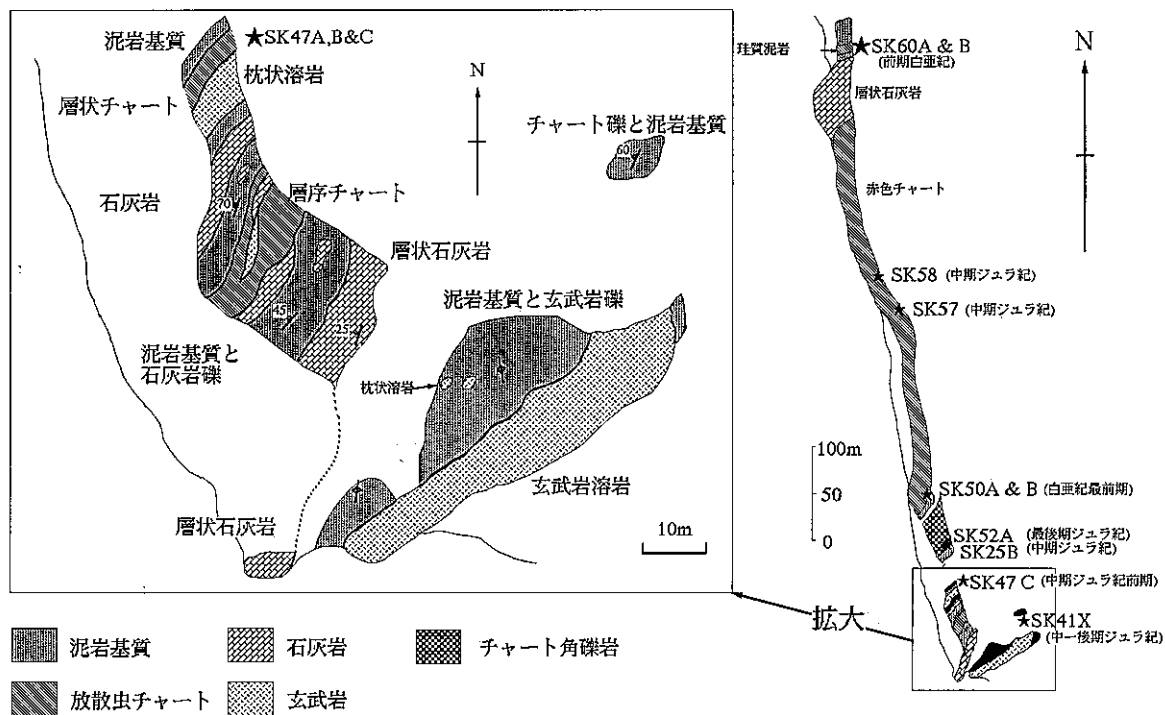 泥岩基質
★SK47A,B&C
枕状溶岩
層状チャート
N
チャート礫と泥岩基質
60
石灰岩
70
層序チャート
層状石灰岩
45
25
泥岩基質と玄武岩礫
泥岩基質と
石灰岩礫
枕状溶岩
玄武岩溶岩
層状石灰岩
10m
泥岩基質
石灰岩
チャート角礫岩
放散虫チャート
玄武岩
珪質泥岩
★SK60A & B
(前期白亜紀)
N
層状石灰岩
赤色チャート
SK58 (中期ジュラ紀)
SK57 (中期ジュラ紀)
100m
50
0
SK50A & B (白亜紀最前期)
SK52A (最後期ジュラ紀)
SK25B (中期ジュラ紀)
★SK47 C (中期ジュラ紀前期)
拡大
★SK41X
(中ー後期ジュラ紀)